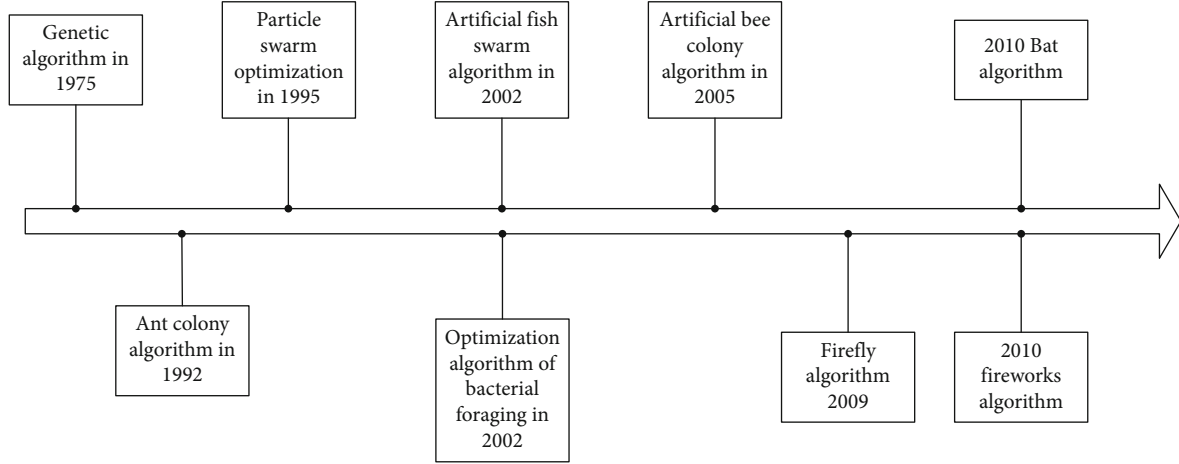 Genetic
algorithm in
1975
Particle
swarm
optimization
in 1995
Artificial fish
swarm
algorithm in
2002
Artificial bee
colony
algorithm in
2005
2010 Bat
algorithm
Ant colony
algorithm in
1992
Optimization
algorithm of
bacterial
foraging in
2002
Firefly
algorithm
2009
2010
fireworks
algorithm